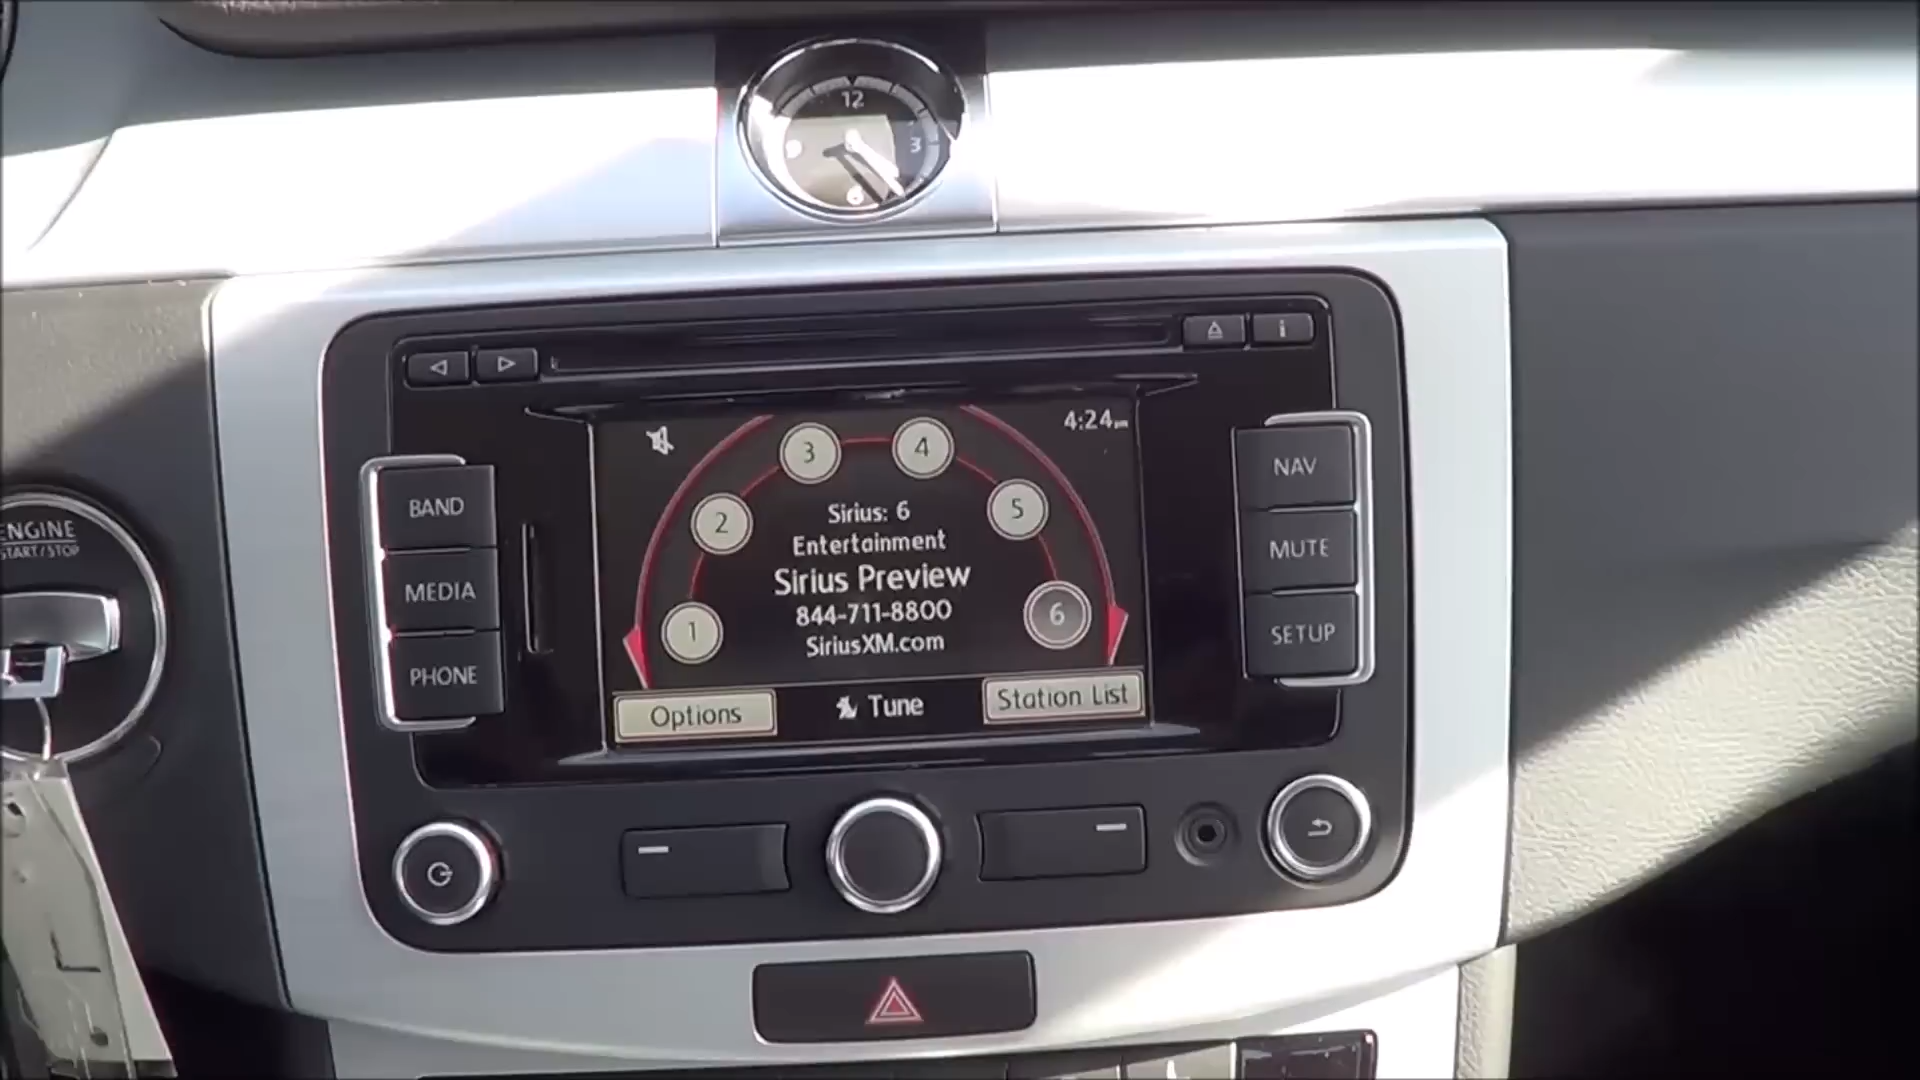 12
3
6
4:24pm
3
4
2
5
1
6
Sirius: 6
Entertainment
Sirius Preview
844-711-8800
SiriusXM.com
Options
Tune
Station List
BAND
MEDIA
PHONE
NAV
MUTE
SETUP
i
ENGINE
START/STOP